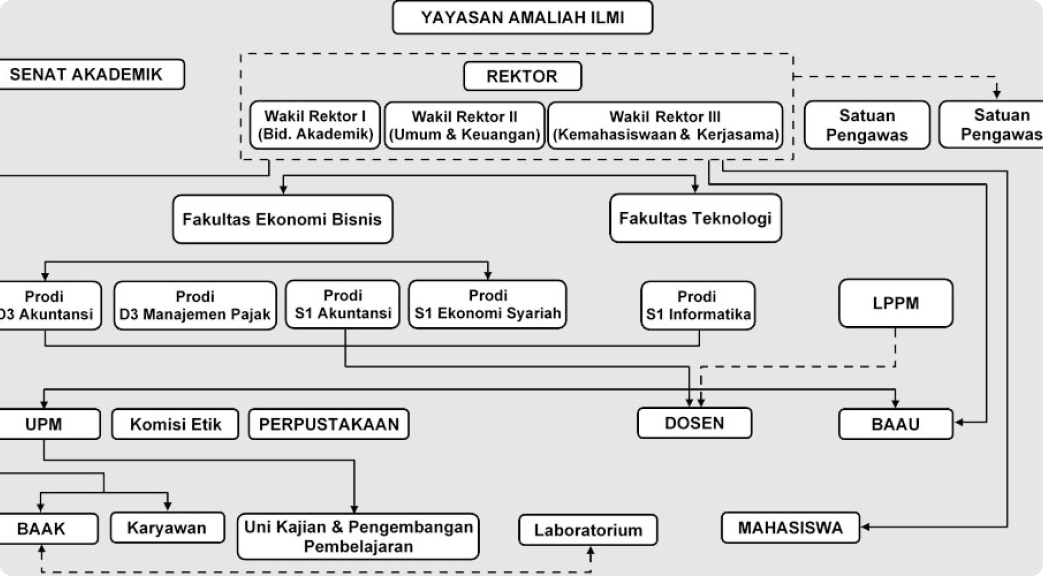 YAYASAN AMALIAH ILMI
SENAT AKADEMIK
REKTOR
Wakil Rektor I
(Bid. Akademik)
Wakil Rektor II
(Umum & Keuangan)
Wakil Rektor III
(Kemahasiswaan & Kerjasama)
Satuan
Pengawas
Satuan
Pengawas
Fakultas Ekonomi Bisnis
Fakultas Teknologi
Prodi
D3 Akuntansi
Prodi
D3 Manajemen Pajak
Prodi
S1 Akuntansi
Prodi
S1 Ekonomi Syariah
Prodi
S1 Informatika
LPPM
UPM
Komisi Etik
PERPUSTAKAAN
DOSEN
BAAU
BAAK
Karyawan
Uni Kajian & Pengembangan
Pembelajaran
Laboratorium
MAHASISWA